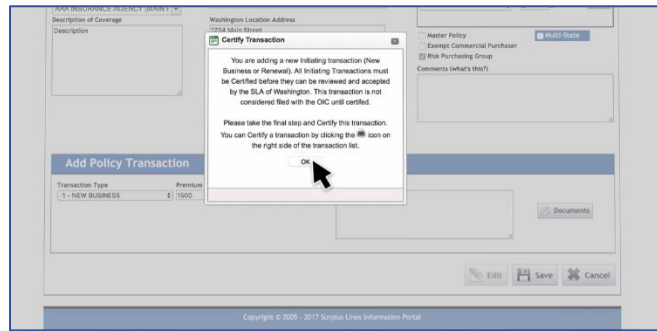 AAA INSURANCE AGENCY (MAIN)
Description of Coverage
Description
Washington Location Address
1234 Main Street
Master Policy
Multi-State
Exempt Commercial Purchaser
Risk Purchasing Group
Comments (what's this?)
Certify Transaction
You are adding a new Initiating transaction (New
Business or Renewal). All Initiating Transactions must
be Certified before they can be reviewed and accepted
by the SLA of Washington. This transaction is not
considered filed with the OIC until certifed.
Please take the final step and Certify this transaction.
You can Certify a transaction by clicking the icon on
the right side of the transaction list.
OK
Add Policy Transaction
Transaction Type
Premium
1 - NEW BUSINESS
1500
Documents
Edit
Save
Cancel
Copyright © 2005 - 2017 Surplus Lines Information Portal